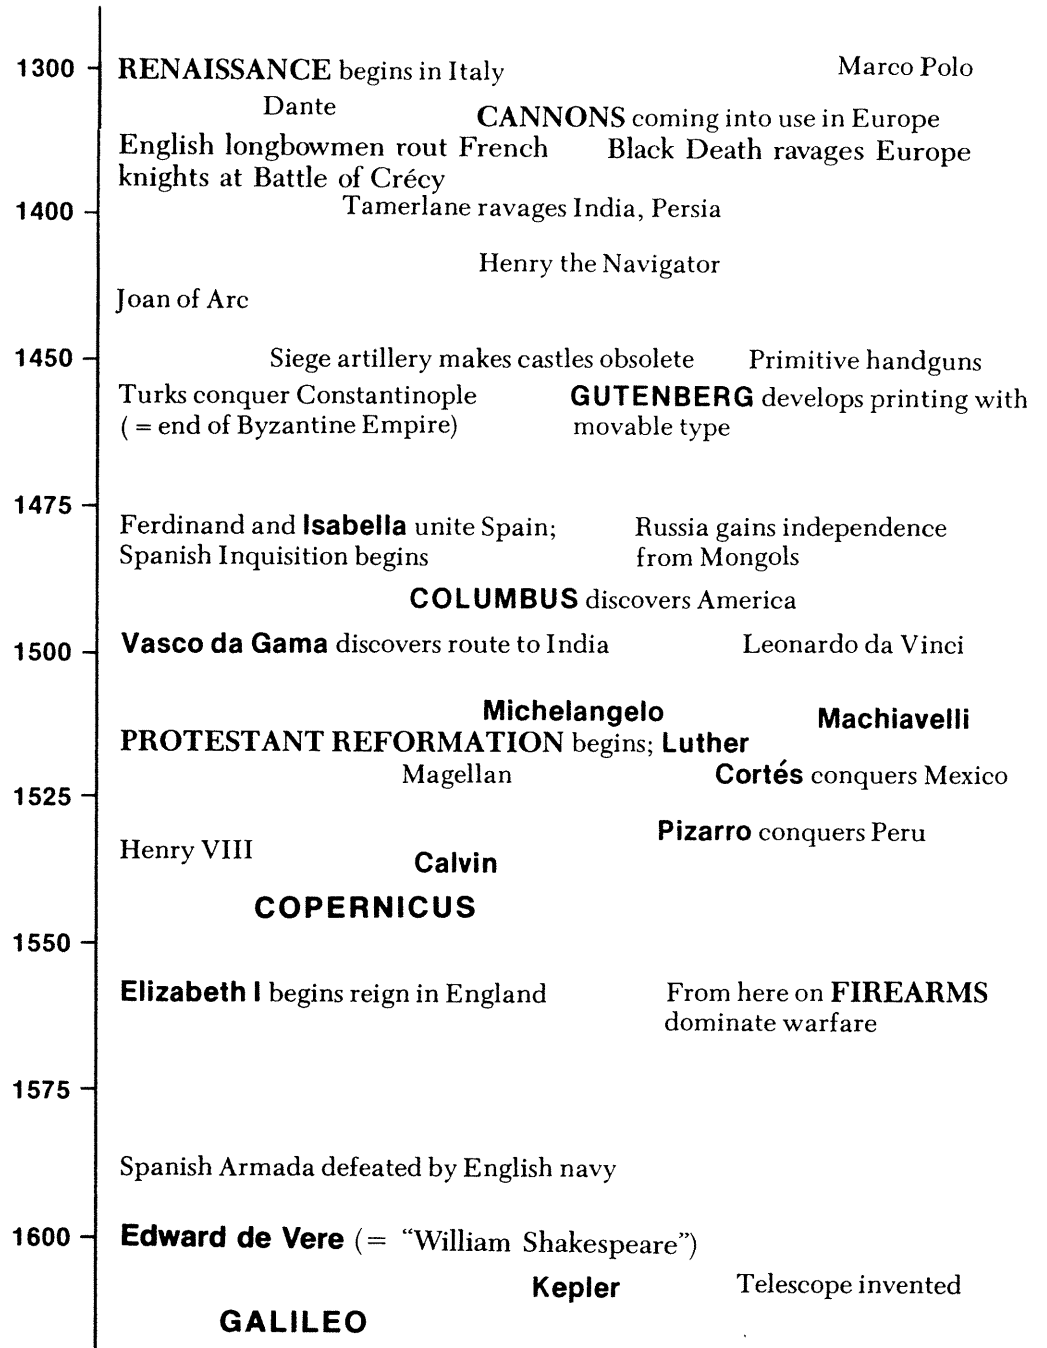 1300 RENAISSANCE begins in Italy Marco Polo
Dante
CANNONS coming into use in Europe
English longbowmen rout French
knights at Battle of Crécy
Black Death ravages Europe
1400
Tamerlane ravages India, Persia
Henry the Navigator
Joan of Arc
1450
Siege artillery makes castles obsolete Primitive handguns
Turks conquer Constantinople
( = end of Byzantine Empire)
GUTENBERG develops printing with
movable type
1475
Ferdinand and Isabella unite Spain;
Spanish Inquisition begins
Russia gains independence
from Mongols
COLUMBUS discovers America
1500 Vasco da Gama discovers route to India Leonardo da Vinci
Michelangelo
Machiavelli
PROTESTANT REFORMATION begins; Luther
Magellan Cortés conquers Mexico
1525
Pizarro conquers Peru
Henry VIII
Calvin
COPERNICUS
1550
Elizabeth I begins reign in England
From here on FIREARMS
dominate warfare
1575
Spanish Armada defeated by English navy
1600 Edward de Vere (= “William Shakespeare”)
Kepler Telescope invented
GALILEO